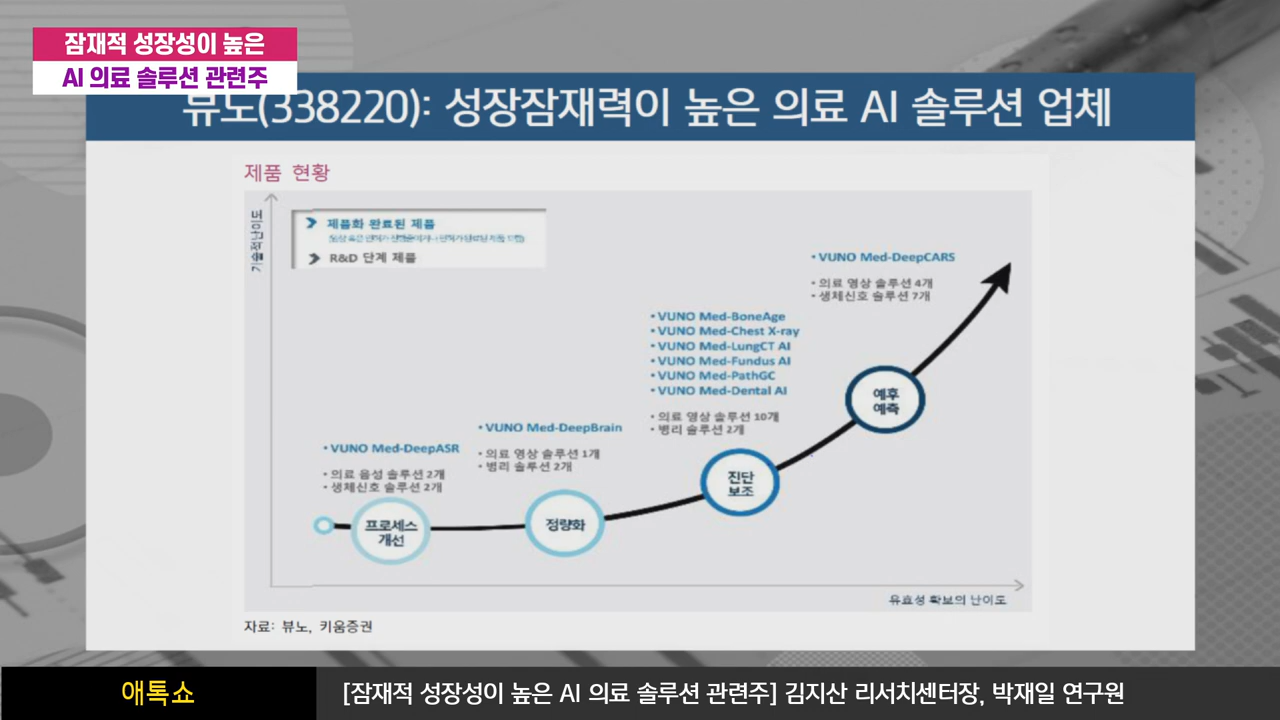 잠재적 성장성이 높은
AI 의료 솔루션 관련주
뷰노(338220): 성장잠재력이 높은 의료 AI 솔루션 업체
제품 현황
기술적난이도
제품화 완료된 제품
R&D 단계 제품
• VUNO Med-DeepCARS
• 의료 영상 솔루션 4개
• 생체신호 솔루션 7개
• VUNO Med-BoneAge
• VUNO Med-Chest X-ray
• VUNO Med-LungCT AI
• VUNO Med-Fundus AI
• VUNO Med-PathGC
• VUNO Med-Dental AI
• 의료 영상 솔루션 10개
• 병리 솔루션 2개
• VUNO Med-DeepBrain
• 의료 영상 솔루션 1개
• 병리 솔루션 2개
• VUNO Med-DeepASR
• 의료 음성 솔루션 2개
• 생체신호 솔루션 2개
프로세스
개선
정량화
진단
보조
예후
예측
유효성 확보의 난이도
자료: 뷰노, 키움증권
애톡쇼
[잠재적 성장성이 높은 AI 의료 솔루션 관련주] 김지산 리서치센터장, 박재일 연구원